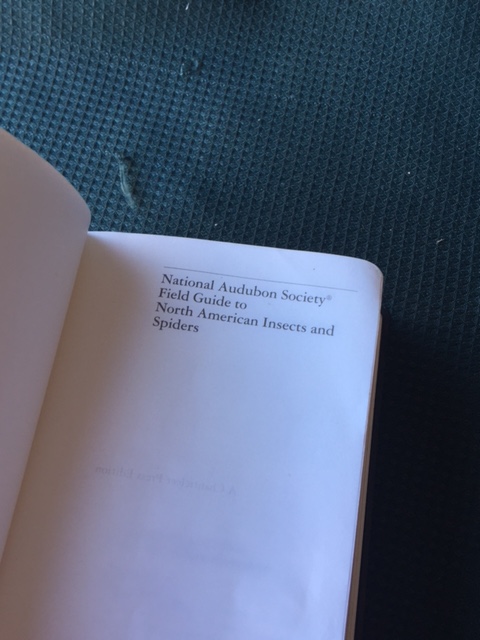 National Audubon Society®
Field Guide to
North American Insects and
Spiders